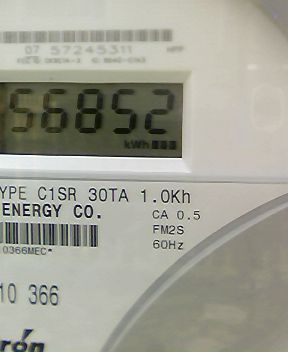 07 57245311
56852
kWh
YPE C1SR 30TA 1.0Kh
ENERGY CO.
CA 0.5
FM2S
60Hz
0366MEC*
10 366
rón